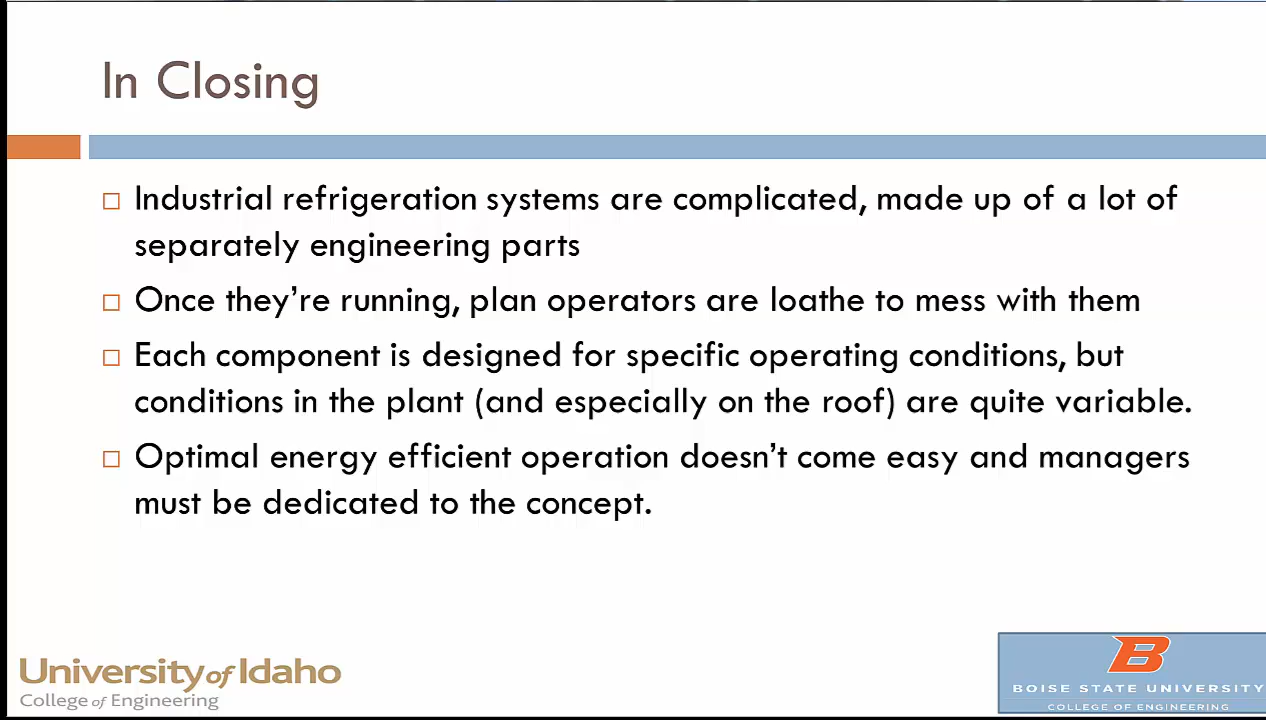 In Closing
Industrial refrigeration systems are complicated, made up of a lot of
separately engineering parts
Once they're running, plan operators are loathe to mess with them
Each component is designed for specific operating conditions, but
conditions in the plant (and especially on the roof) are quite variable.
Optimal energy efficient operation doesn't come easy and managers
must be dedicated to the concept.
University of Idaho
College of Engineering
B
BOISE STATE UNIVERSITY
COLLEGE OF ENGINEERING